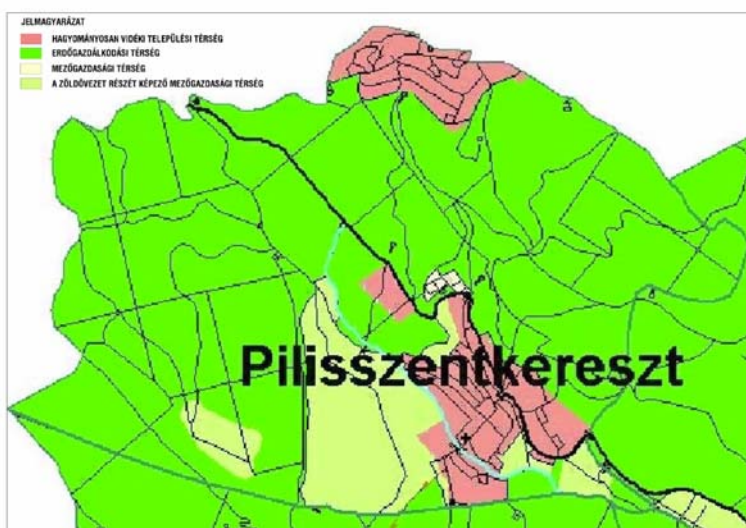 JELMAGYARÁZAT
HAGYOMÁNYOSAN VIDÉKI TELEPÜLÉSI TÉRSÉG
ERDŐGAZDÁLKODÁSI TÉRSÉG
MEZŐGAZDASÁGI TÉRSÉG
A ZÖLDÖVEZET RÉSZÉT KÉPEZŐ MEZŐGAZDASÁGI TÉRSÉG
Pilisszentkereszt